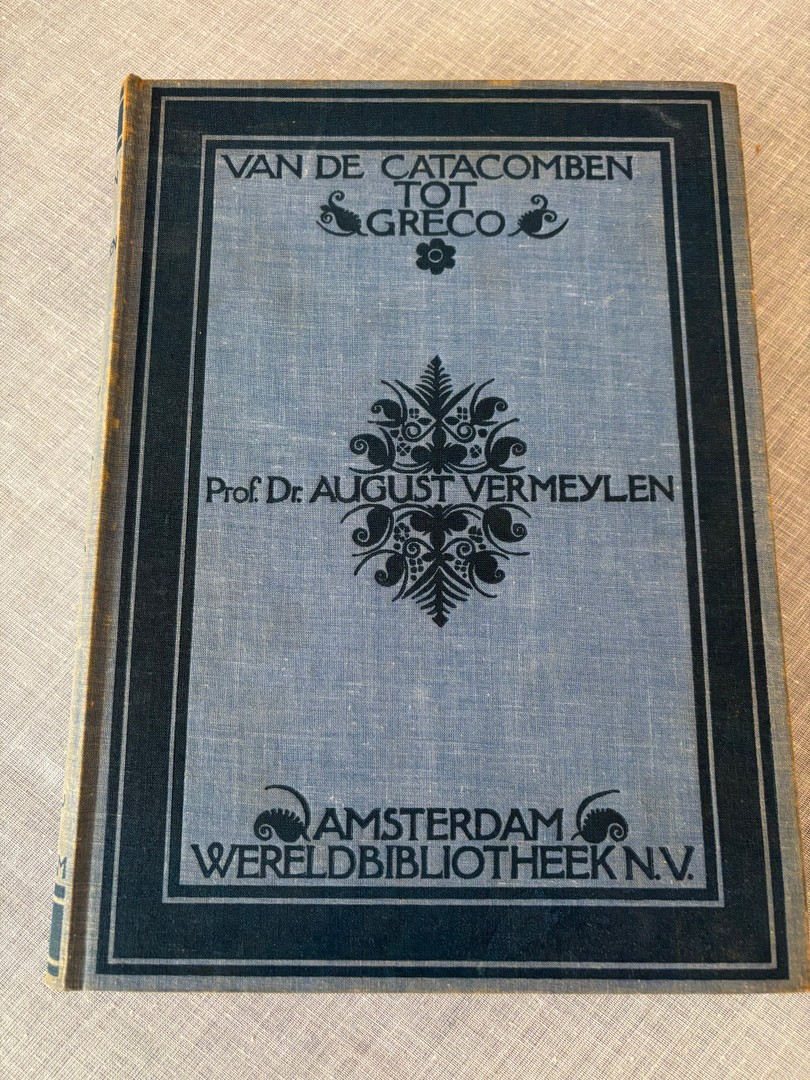 VAN DE CATACOMBEN
TOT
GRECO
Prof. Dr. AUGUST VERMEYLEN
AMSTERDAM
WERELDBIBLIOTHEEK N.V.